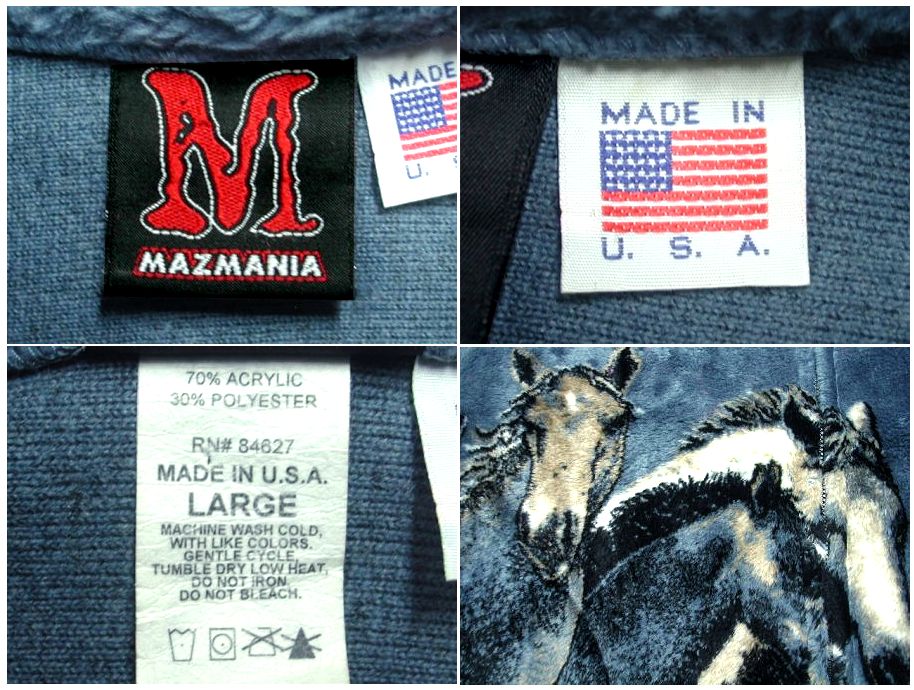 M
MAZMANIA
MADE
U. S
MADE IN
U. S. A.
70% ACRYLIC
30% POLYESTER
RN# 84627
MADE IN U.S.A.
LARGE
MACHINE WASH COLD,
WITH LIKE COLORS,
GENTLE CYCLE,
TUMBLE DRY LOW HEAT,
DO NOT IRON.
DO NOT BLEACH.